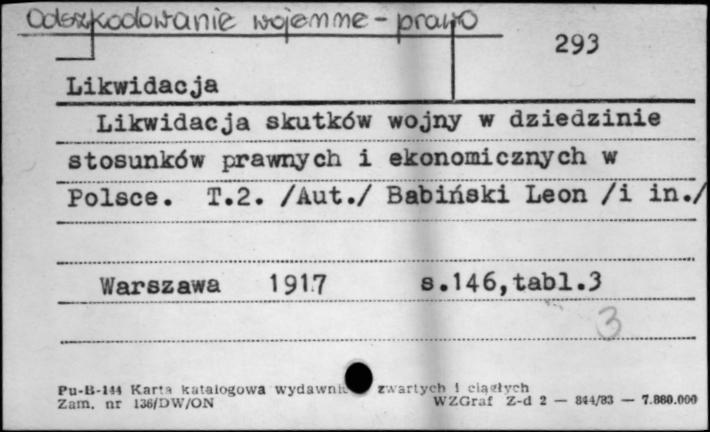 Odszkodowanie wojenne - prawo
293
Likwidacja
Likwidacja skutków wojny w dziedzinie
stosunków prawnych i ekonomicznych w
Polsce. T.2. /Aut./ Babiński Leon /i in./
Warszawa 1917 s.146,tabl.3
3
Pu-B-144 Karta katalogowa wydawni zwartych i ciągłych
Zam. nr 136/DW/ON WZGraf Z-d 2 — 844/83 — 7.880.000